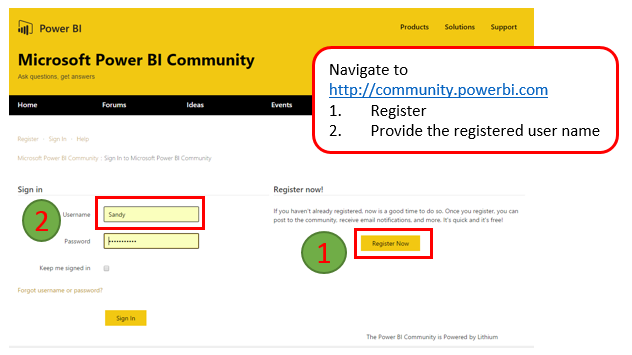 Power BI
Products Solutions Support
Microsoft Power BI Community
Ask questions, get answers
Home Forums Ideas Events
Navigate to
http://community.powerbi.com
1. Register
2. Provide the registered user name
Register · Sign In · Help
Microsoft Power BI Community : Sign In to Microsoft Power BI Community
Sign in
2
Username Sandy
Password ···········
Keep me signed in
Forgot username or password?
Sign In
Register now!
If you haven't already registered, now is a good time to do so. Once you register, you can
post to the community, receive email notifications, and more. It's quick and it's free!
1
Register Now
The Power BI Community is Powered by Lithium